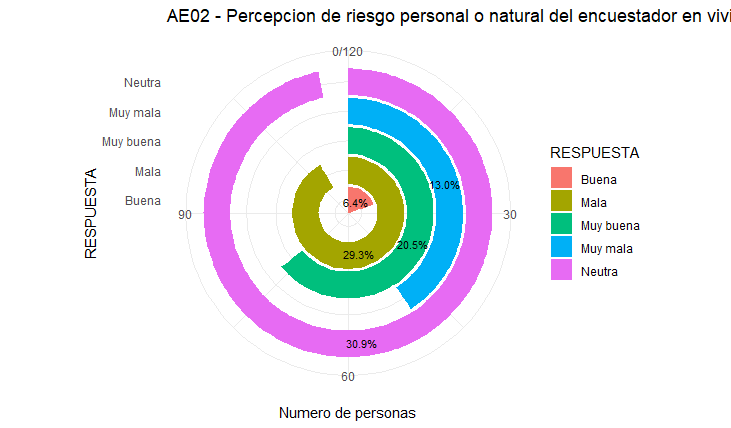 AE02 - Percepcion de riesgo personal o natural del encuestador en vivi
0/120
Neutra
Muy mala
Muy buena
Mala
Buena
RESPUESTA
90
30
60
6.4%
13.0%
20.5%
29.3%
30.9%
Numero de personas
RESPUESTA
Buena
Mala
Muy buena
Muy mala
Neutra